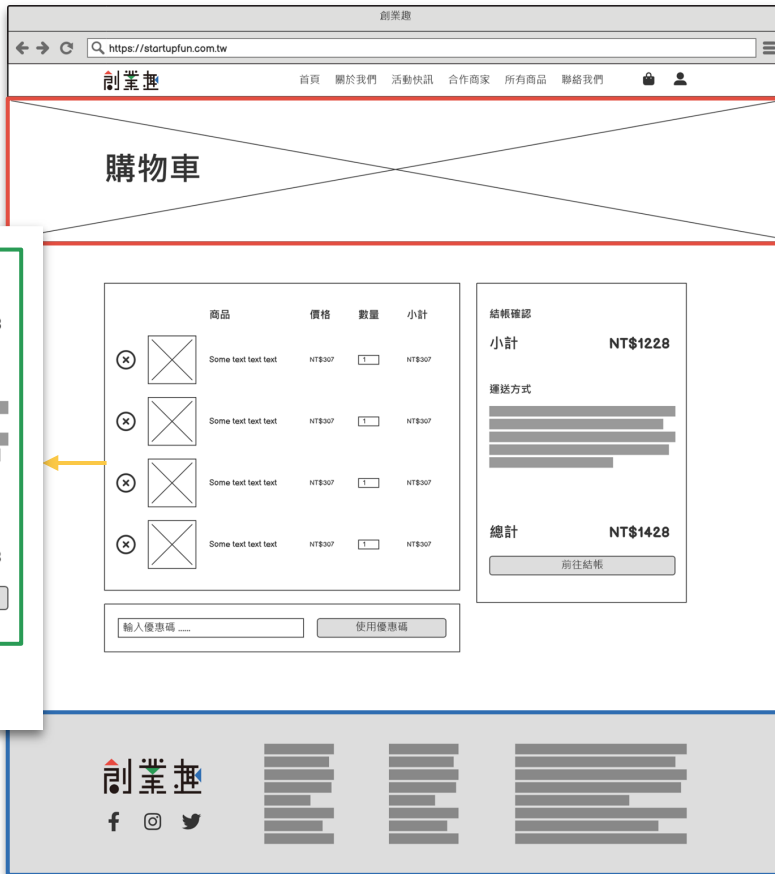 創業趣
https://startupfun.com.tw
創業趣 首頁 關於我們 活動快訊 合作商家 所有商品 聯絡我們
購物車
商品 價格 數量 小計
Some text text text NT$307 1 NT$307
Some text text text NT$307 1 NT$307
Some text text text NT$307 1 NT$307
Some text text text NT$307 1 NT$307
輸入優惠碼 ......
使用優惠碼
結帳確認
小計 NT$1228
運送方式
總計 NT$1428
前往結帳
創業趣